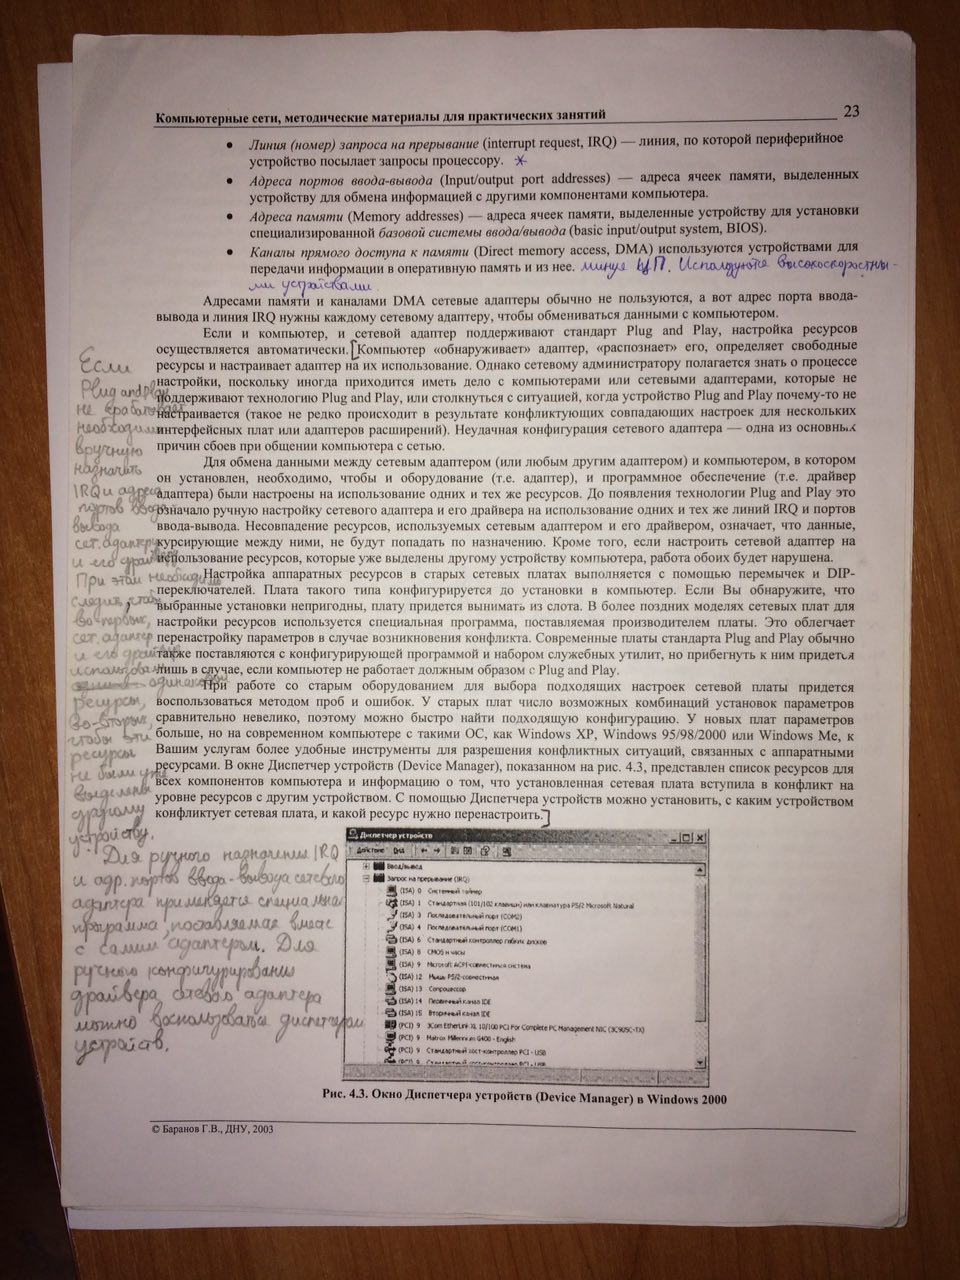 Компьютерные сети, методические материалы для практических занятий 23
• Линия (номер) запроса на прерывание (interrupt request, IRQ) — линия, по которой периферийное
устройство посылает запросы процессору. *
• Адреса портов ввода-вывода (Input/output port addresses) — адреса ячеек памяти, выделенных
устройству для обмена информацией с другими компонентами компьютера.
• Адреса памяти (Memory addresses) — адреса ячеек памяти, выделенные устройству для установки
специализированной базовой системы ввода/вывода (basic input/output system, BIOS).
• Каналы прямого доступа к памяти (Direct memory access, DMA) используются устройствами для
передачи информации в оперативную память и из нее. минуя ЦП. Используются высокоскоростны-
ми устройствами.
Адресами памяти и каналами DMA сетевые адаптеры обычно не пользуются, а вот адрес порта ввода-
вывода и линия IRQ нужны каждому сетевому адаптеру, чтобы обмениваться данными с компьютером.
Если и компьютер, и сетевой адаптер поддерживают стандарт Plug and Play, настройка ресурсов
осуществляется автоматически. [Компьютер «обнаруживает» адаптер, «распознает» его, определяет свободные
ресурсы и настраивает адаптер на их использование. Однако сетевому администратору полагается знать о процессе
настройки, поскольку иногда приходится иметь дело с компьютерами или сетевыми адаптерами, которые не
поддерживают технологию Plug and Play, или столкнуться с ситуацией, когда устройство Plug and Play почему-то не
настраивается (такое не редко происходит в результате конфликтующих совпадающих настроек для нескольких
интерфейсных плат или адаптеров расширений). Неудачная конфигурация сетевого адаптера — одна из основных
причин сбоев при общении компьютера с сетью.
Для обмена данными между сетевым адаптером (или любым другим адаптером) и компьютером, в котором
он установлен, необходимо, чтобы и оборудование (т.е. адаптер), и программное обеспечение (т.е. драйвер
адаптера) были настроены на использование одних и тех же ресурсов. До появления технологии Plug and Play это
означало ручную настройку сетевого адаптера и его драйвера на использование одних и тех же линий IRQ и портов
ввода-вывода. Несовпадение ресурсов, используемых сетевым адаптером и его драйвером, означает, что данные,
курсирующие между ними, не будут попадать по назначению. Кроме того, если настроить сетевой адаптер на
использование ресурсов, которые уже выделены другому устройству компьютера, работа обоих будет нарушена.
Настройка аппаратных ресурсов в старых сетевых платах выполняется с помощью перемычек и DIP-
переключателей. Плата такого типа конфигурируется до установки в компьютер. Если Вы обнаружите, что
выбранные установки непригодны, плату придется вынимать из слота. В более поздних моделях сетевых плат для
настройки ресурсов используется специальная программа, поставляемая производителем платы. Это облегчает
перенастройку параметров в случае возникновения конфликта. Современные платы стандарта Plug and Play обычно
также поставляются с конфигурирующей программой и набором служебных утилит, но прибегнуть к ним придется
лишь в случае, если компьютер не работает должным образом с Plug and Play.
При работе со старым оборудованием для выбора подходящих настроек сетевой платы придется
воспользоваться методом проб и ошибок. У старых плат число возможных комбинаций установок параметров
сравнительно невелико, поэтому можно быстро найти подходящую конфигурацию. У новых плат параметров
больше, но на современном компьютере с такими ОС, как Windows XP, Windows 95/98/2000 или Windows Me, к
Вашим услугам более удобные инструменты для разрешения конфликтных ситуаций, связанных с аппаратными
ресурсами. В окне Диспетчер устройств (Device Manager), показанном на рис. 4.3, представлен список ресурсов для
всех компонентов компьютера и информацию о том, что установленная сетевая плата вступила в конфликт на
уровне ресурсов с другим устройством. С помощью Диспетчера устройств можно установить, с каким устройством
конфликтует сетевая плата, и какой ресурс нужно перенастроить.]
Если
Plug and Play
не срабатывает
необходимо
вручную
назначить
IRQ и адреса
портов ввода
вывода
сет. адаптеру
и его драйверу
При этом необходимо
следить, чтобы
во-первых,
сет. адаптер
и его драйвер
использовали
одинаковые
ресурсы,
во-вторых,
чтобы эти
ресурсы
не были уже
выделены
другому
устройству.
Для ручного назначения IRQ
и адр. портов ввода-вывода сетевого
адаптера применяется специальная
программа, поставляемая вместе
с самим адаптером. Для
ручного конфигурирования
драйвера сетевого адаптера
можно воспользоваться диспетчером
устройств.
Диспетчер устройств
Действие Вид
Ввод/вывод
Запрос на прерывание (IRQ)
(ISA) 0 Системный таймер
(ISA) 1 Стандартная (101/102 клавиши) или клавиатура PS/2 Microsoft Natural
(ISA) 3 Последовательный порт (COM2)
(ISA) 4 Последовательный порт (COM1)
(ISA) 6 Стандартный контроллер гибких дисков
(ISA) 8 CMOS и часы
(ISA) 9 Microsoft ACPI-совместимая система
(ISA) 12 Мышь PS/2-совместимая
(ISA) 13 Сопроцессор
(ISA) 14 Первичный канал IDE
(ISA) 15 Вторичный канал IDE
(PCI) 9 3Com EtherLink XL 10/100 PCI For Complete PC Management NIC (3C905C-TX)
(PCI) 9 Matrox Millennium G400 - English
(PCI) 9 Стандартный хост-контроллер PCI - USB
Рис. 4.3. Окно Диспетчера устройств (Device Manager) в Windows 2000
© Баранов Г.В., ДНУ, 2003